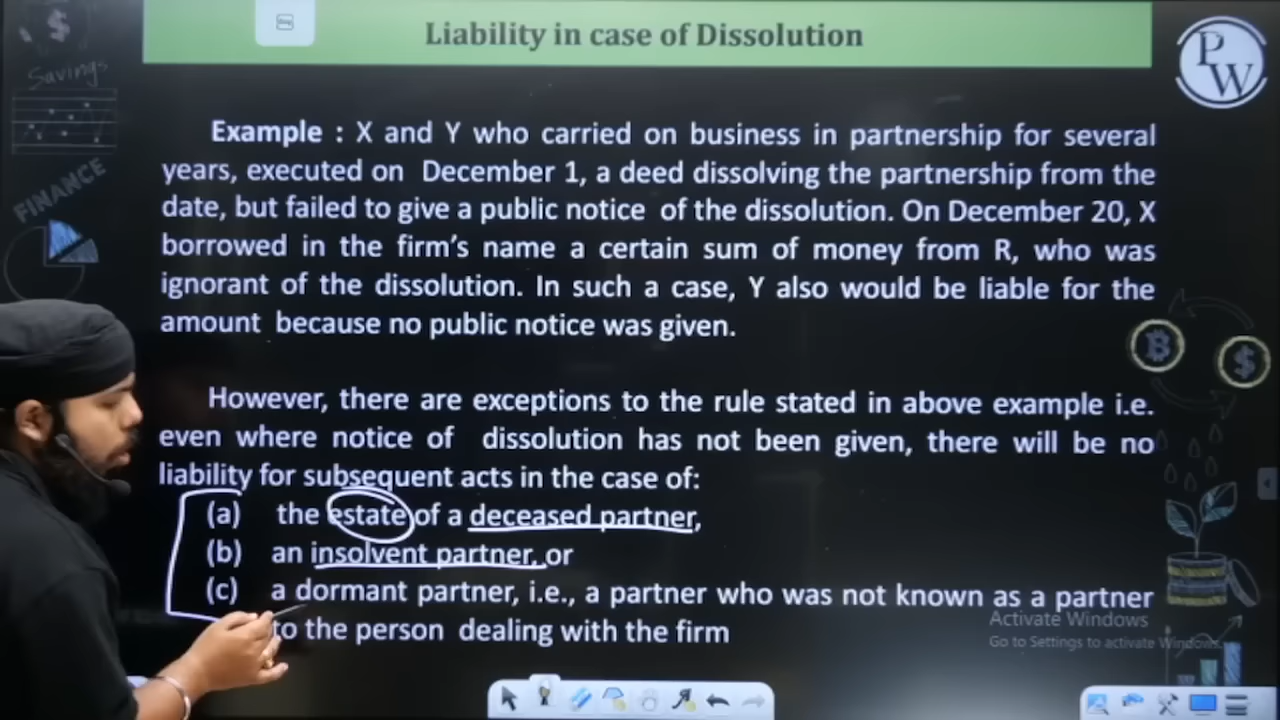 Savings
FINANCE
Liability in case of Dissolution
P
W
Example : X and Y who carried on business in partnership for several
years, executed on December 1, a deed dissolving the partnership from the
date, but failed to give a public notice of the dissolution. On December 20, X
borrowed in the firm's name a certain sum of money from R, who was
ignorant of the dissolution. In such a case, Y also would be liable for the
amount because no public notice was given.
However, there are exceptions to the rule stated in above example i.e.
even where notice of dissolution has not been given, there will be no
liability for subsequent acts in the case of:
(a) the estate of a deceased partner,
(b) an insolvent partner, or
(c) a dormant partner, i.e., a partner who was not known as a partner
to the person dealing with the firm
Activate Windows
Go to Settings to activate Windows.